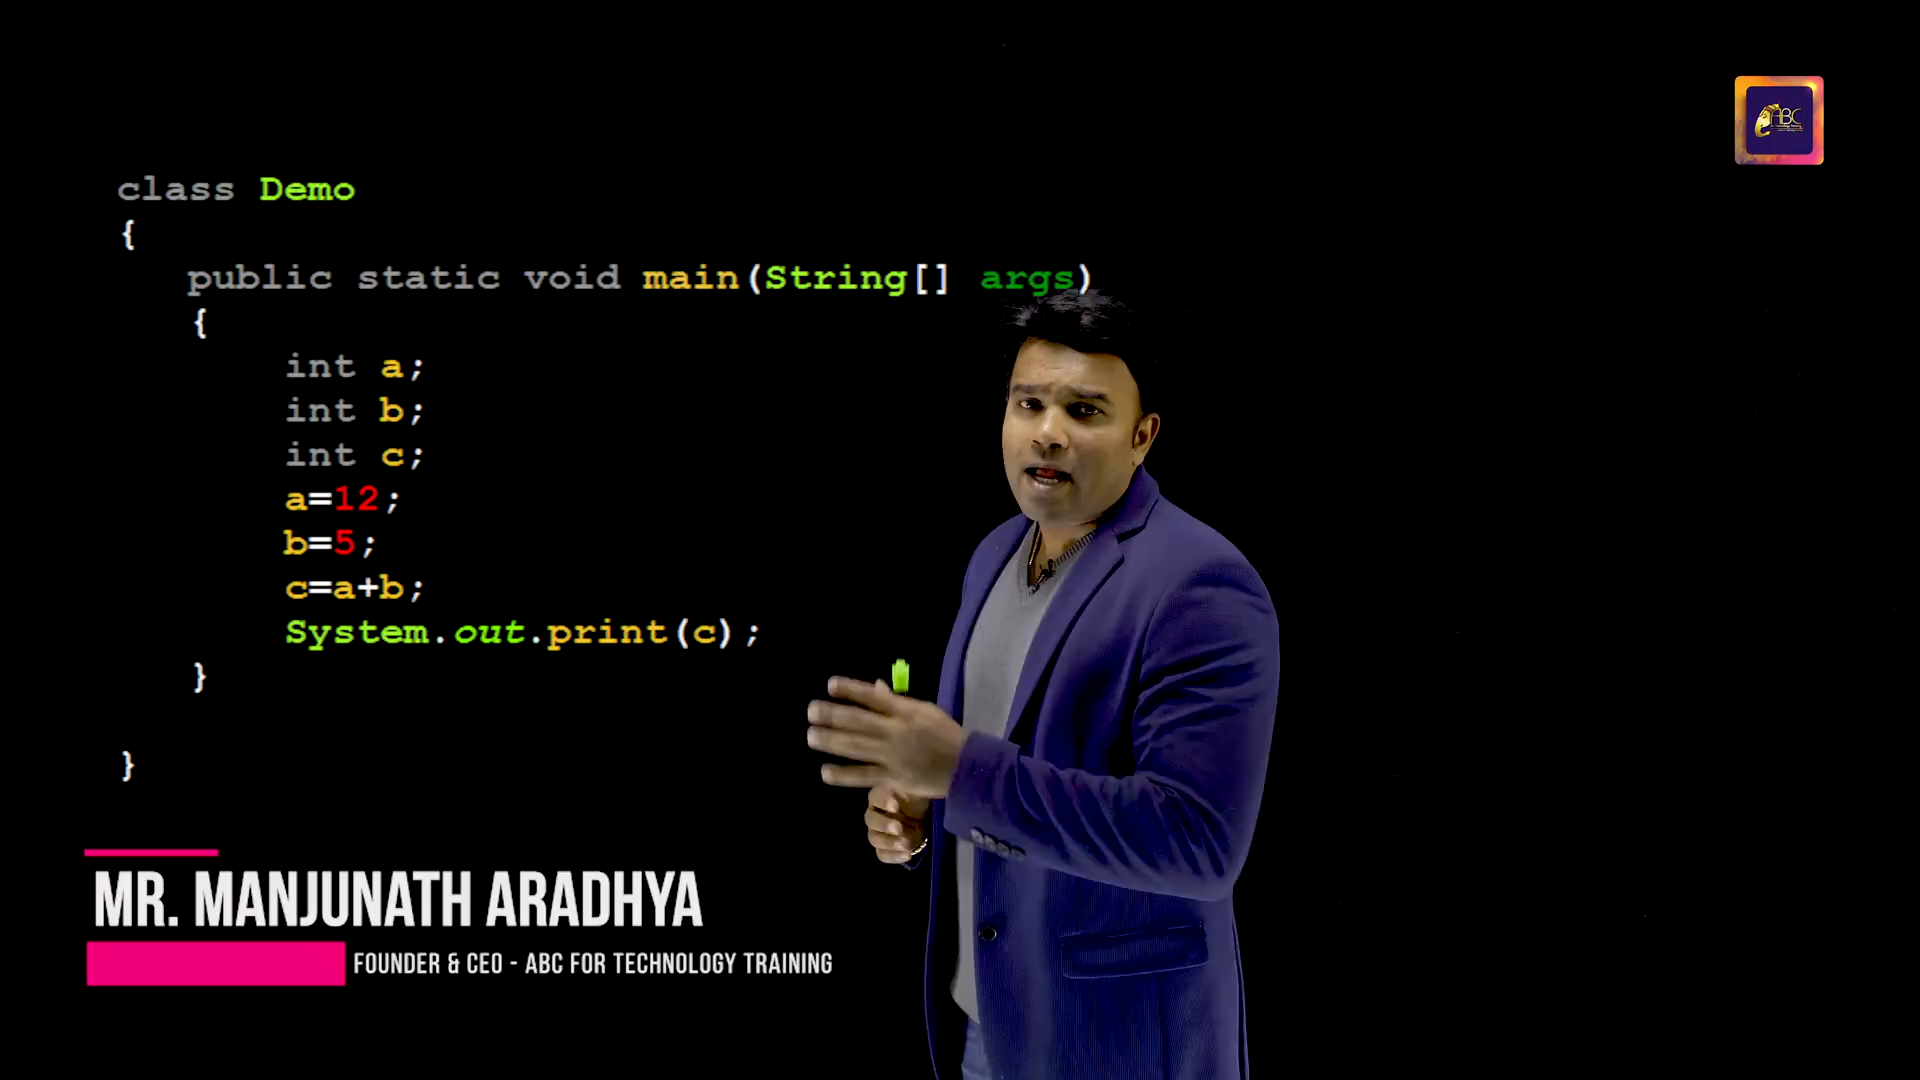 class Demo
{
public static void main(String[] args)
{
int a;
int b;
int c;
a=12;
b=5;
c=a+b;
System.out.print(c);
}
}
MR. MANJUNATH ARADHYA
FOUNDER & CEO - ABC FOR TECHNOLOGY TRAINING
ABC